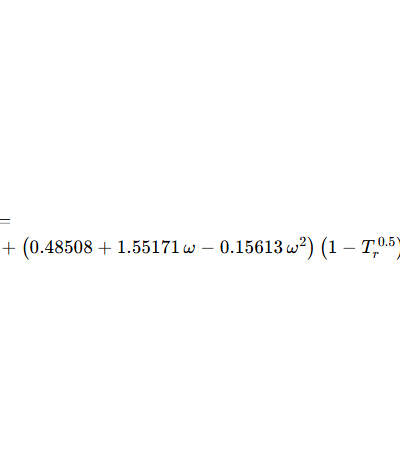 =
+ (0.48508 + 1.55171 ω − 0.15613 ω²) (1 − T_r^0.5)